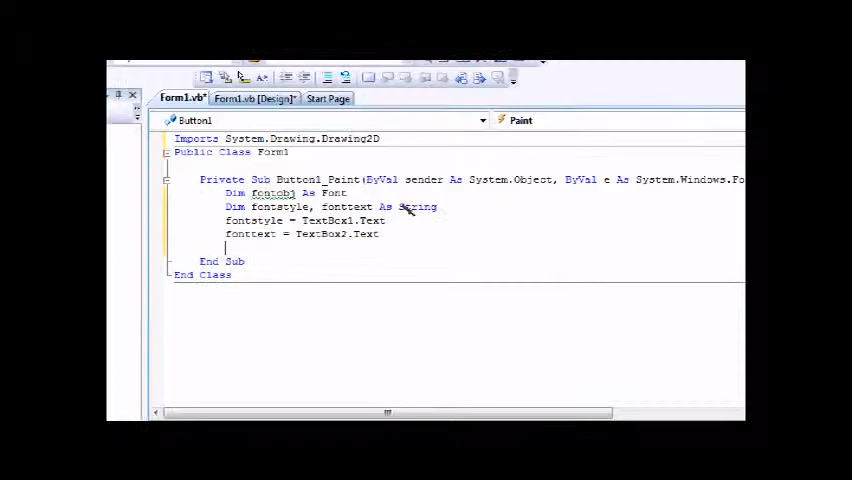 Form1.vb*
Form1.vb [Design]*
Start Page
Button1
Paint
Imports System.Drawing.Drawing2D
Public Class Form1
Private Sub Button1_Paint(ByVal sender As System.Object, ByVal e As System.Windows.Fo
Dim fontobj As Font
Dim fontstyle, fonttext As String
fontstyle = TextBox1.Text
fonttext = TextBox2.Text
End Sub
End Class